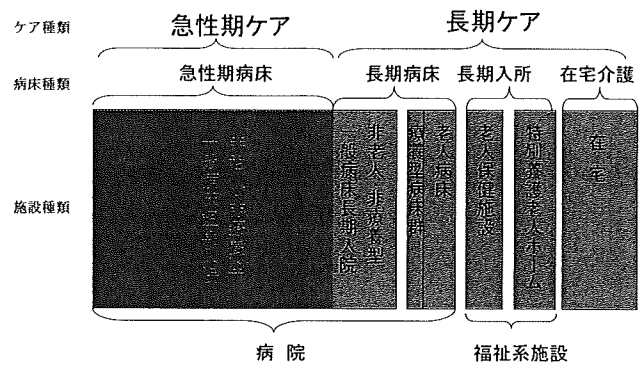 ケア種類
急性期ケア
長期ケア
病床種類
急性期病床
長期病床
長期入所
在宅介護
施設種類
非老人・非療養型
一般病床長期入院
老人病床
療養型病床群
老人保健施設
特別養護老人ホーム
在宅
病院
福祉系施設